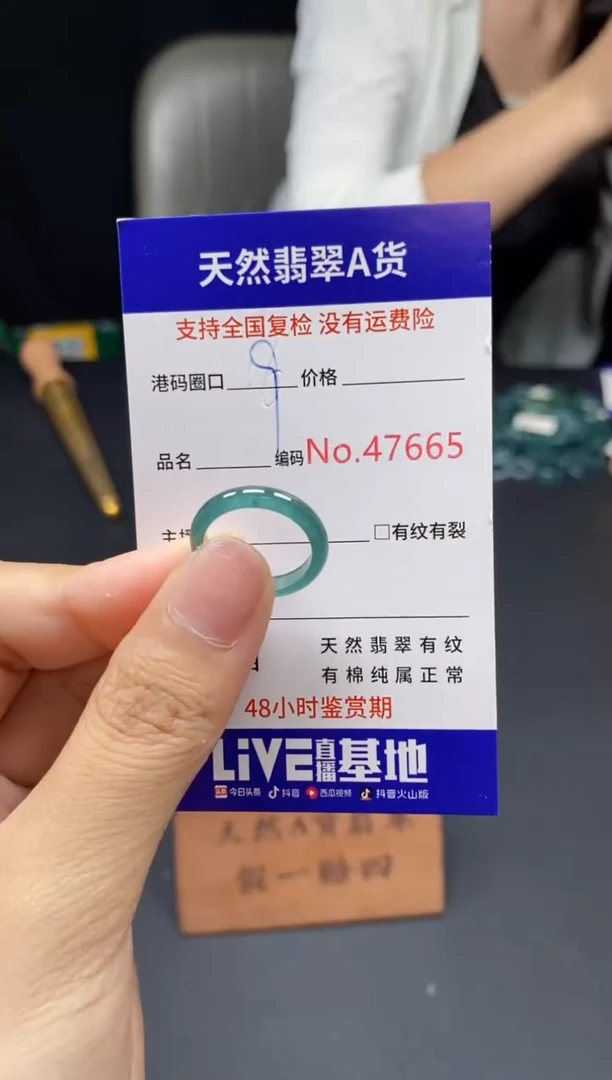 天然翡翠A货
支持全国复检 没有运费险
港码圈口 9 价格
品名 编码 No.47665
主播 □有纹有裂
天然翡翠有纹
有棉纯属正常
48小时鉴赏期
LiVE直播基地
头条 今日头条 抖音 西瓜视频 抖音火山版
天然A货翡翠
假一赔四